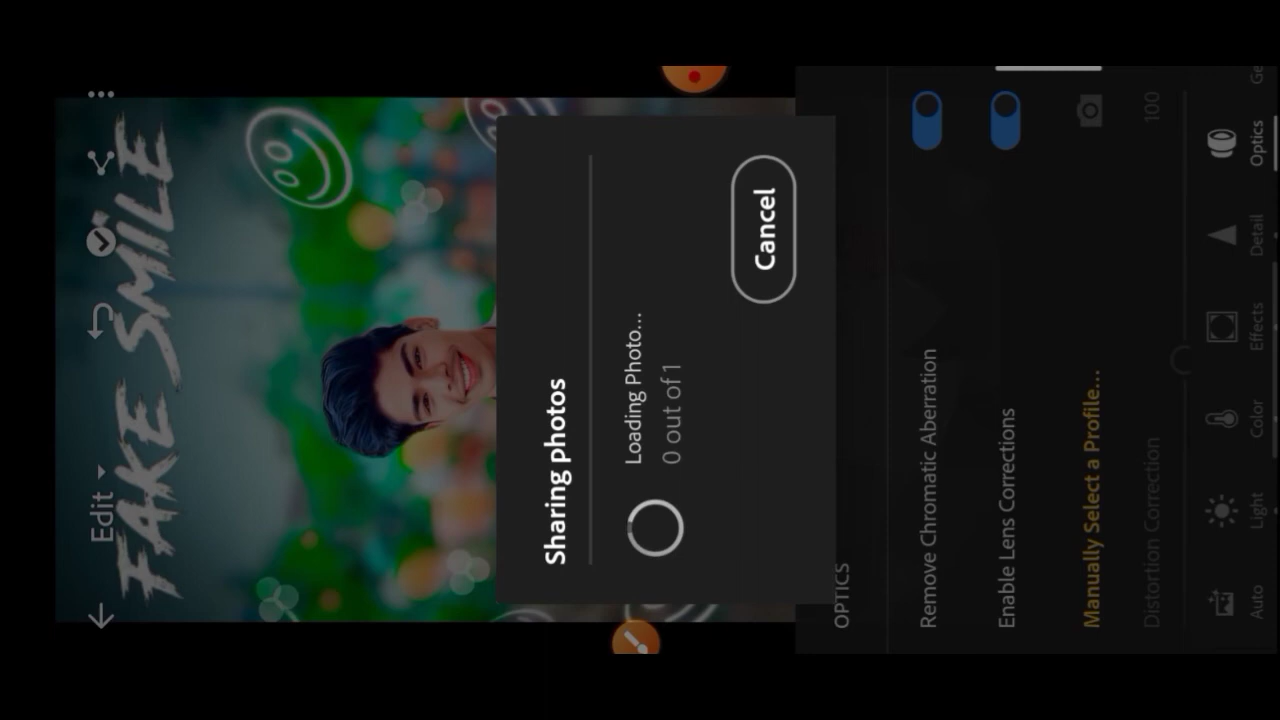 Edit
FAKE SMILE
Sharing photos
Loading Photo...
0 out of 1
Cancel
OPTICS
Remove Chromatic Aberration
Enable Lens Corrections
Manually Select a Profile...
Distortion Correction
100
Auto
Light
Color
Effects
Detail
Optics
Ge